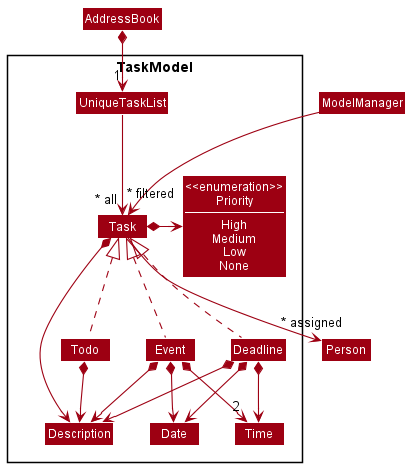 AddressBook
TaskModel
1
UniqueTaskList
ModelManager
<<enumeration>>
Priority
* filtered
* all
Task
High
Medium
Low
None
* assigned
Todo
Event
Deadline
Person
2
Description
Date
Time